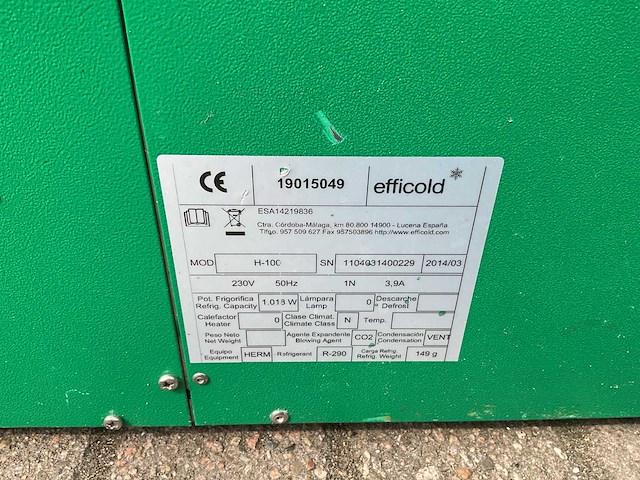 CE 19015049 efficold
ESA14219836
Ctra. Córdoba-Málaga, km 80.800 14900 - Lucena España
Tlfno. 957 509 627 Fax 957503896 http://www.efficold.com
MOD H-100 SN 1104031400229 2014/03
230V 50Hz 1N 3,9A
Pot. Frigorifica Refrig. Capacity 1.018 W Lámpara Lamp 0 Descarche Defrost
Calefactor Heater 0 Clase Climat. Climate Class N Temp.
Peso Neto Net Weight Agente Expandente Blowing Agent CO2 Condensación Condensation VENT
Equipo Equipment HERM Refrigerant R-290 Carga Refrig. Refrig. Weight 149 g